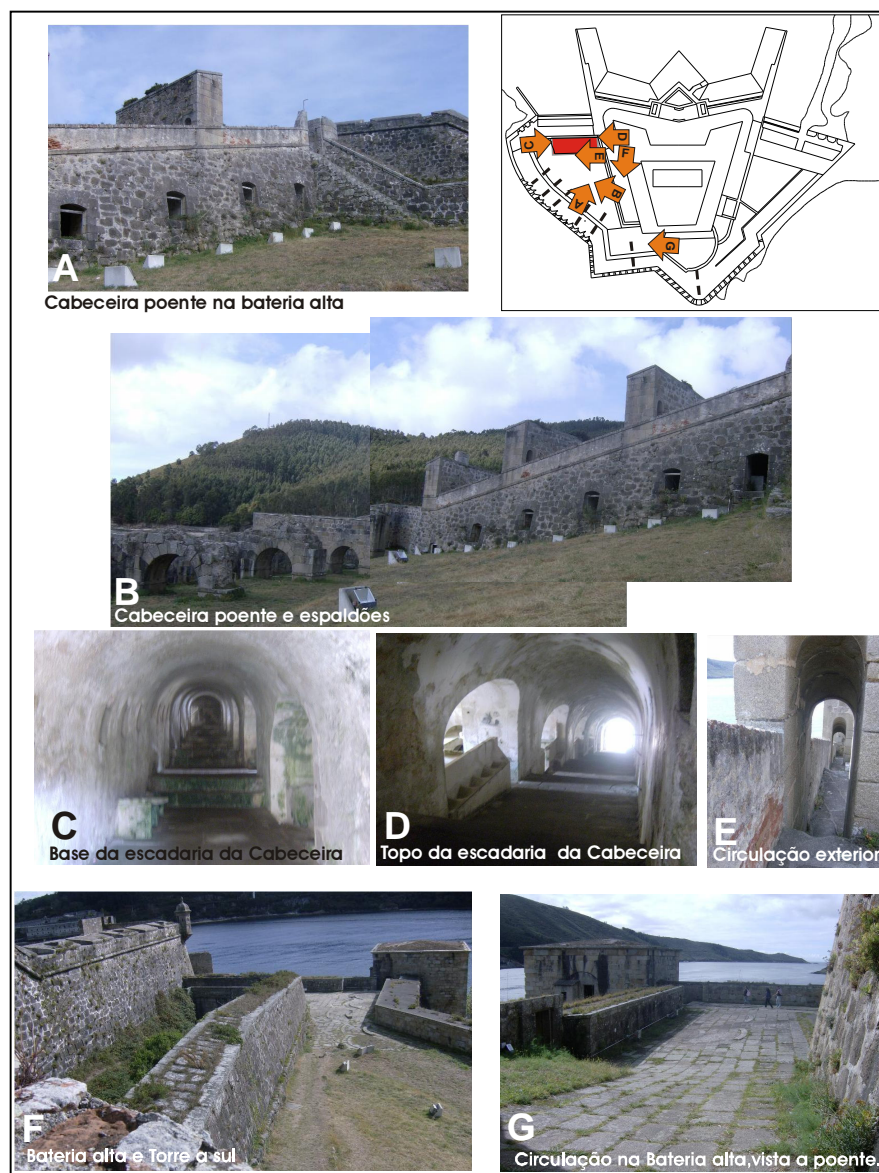 A
Cabeceira poente na bateria alta
C
D
F
E
A
B
G
B
Cabeceira poente e espaldões
C
Base da escadaria da Cabeceira
D
Topo da escadaria da Cabeceira
E
Circulação exterior
F
Bateria alta e Torre a sul
G
Circulação na Bateria alta,vista a poente.